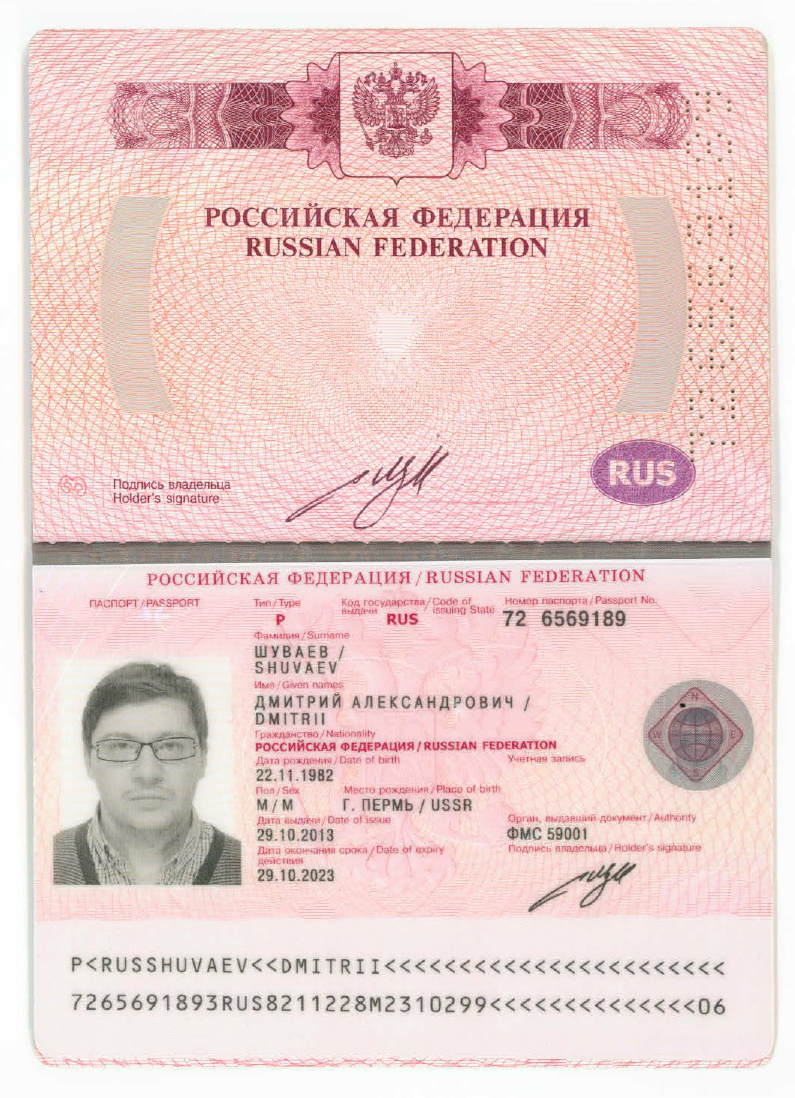 РОССИЙСКАЯ ФЕДЕРАЦИЯ
RUSSIAN FEDERATION
Подпись владельца
Holder's signature
RUS
РОССИЙСКАЯ ФЕДЕРАЦИЯ / RUSSIAN FEDERATION
ПАСПОРТ / PASSPORT
Тип / Type
Код государства / Code of
выдачи issuing State
Номер паспорта / Passport No.
P
RUS
72 6569189
Фамилия / Surname
ШУВАЕВ /
SHUVAEV
Имя / Given names
ДМИТРИЙ АЛЕКСАНДРОВИЧ /
DMITRII
Гражданство / Nationality
РОССИЙСКАЯ ФЕДЕРАЦИЯ / RUSSIAN FEDERATION
Дата рождения / Date of birth
Учетная запись
22.11.1982
Пол / Sex
Место рождения / Place of birth
М / M
Г. ПЕРМЬ / USSR
Дата выдачи / Date of issue
Орган, выдавший документ / Authority
29.10.2013
ФМС 59001
Дата окончания срока / Date of expiry
действия
Подпись владельца / Holder's signature
29.10.2023
N
W
E
S
P<RUSSHUVAEV<<DMITRII<<<<<<<<<<<<<<<<<<<<<<<
7265691893RUS8211228M2310299<<<<<<<<<<<<<<06